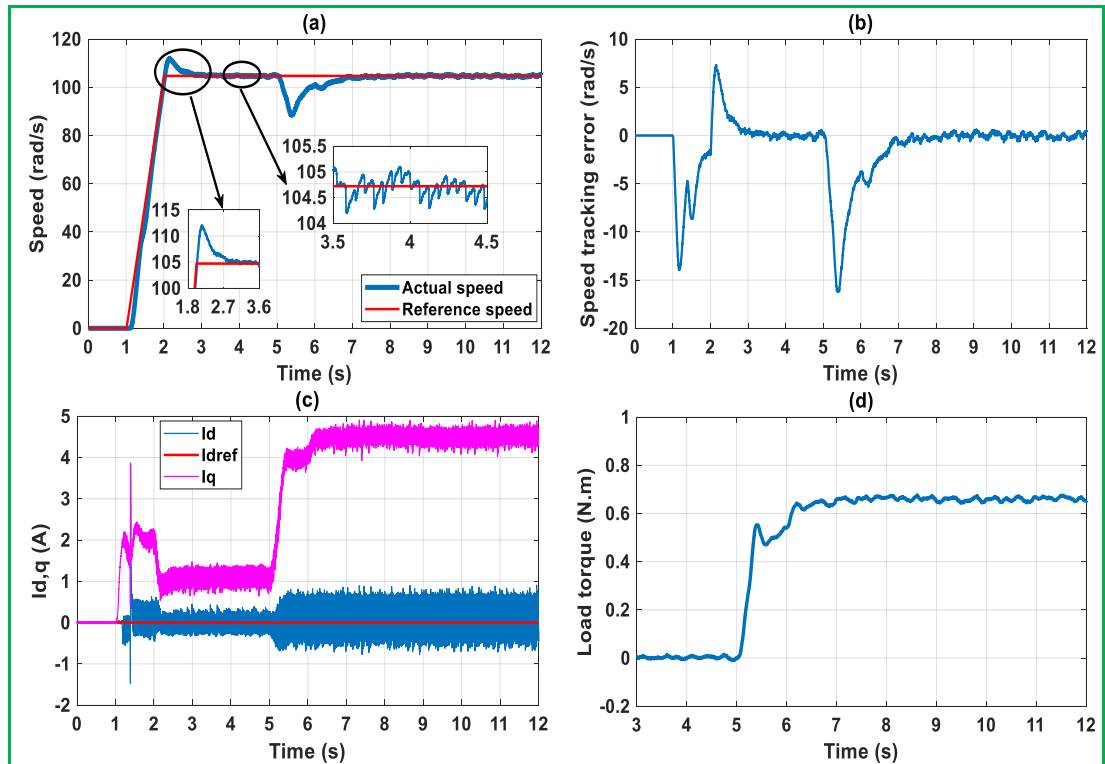 (a)
Speed (rad/s)
120
100
80
60
40
20
0
105.5
105
104.5
104
3.5 4 4.5
115
110
105
100
1.8 2.7 3.6
Actual speed
Reference speed
0 1 2 3 4 5 6 7 8 9 10 11 12
Time (s)
(b)
Speed tracking error (rad/s)
10
5
0
-5
-10
-15
-20
0 1 2 3 4 5 6 7 8 9 10 11 12
Time (s)
(c)
Id,q (A)
5
4
3
2
1
0
-1
-2
Id
Idref
Iq
0 1 2 3 4 5 6 7 8 9 10 11 12
Time (s)
(d)
Load torque (N.m)
1
0.8
0.6
0.4
0.2
0
-0.2
3 4 5 6 7 8 9 10 11 12
Time (s)